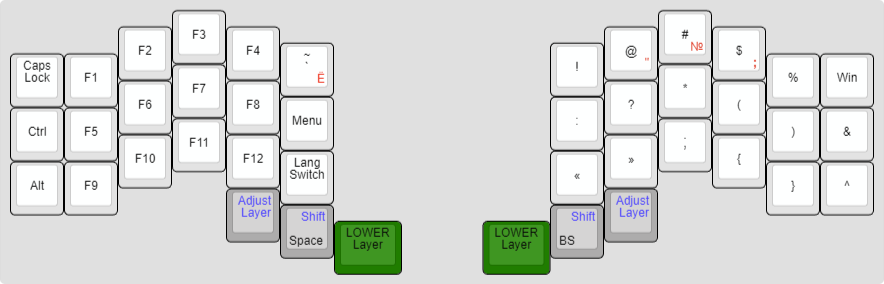 Caps
Lock
F1
F2
F3
F4
~
`
Ё
Ctrl
F5
F6
F7
F8
Menu
Alt
F9
F10
F11
F12
Lang
Switch
Adjust
Layer
Shift
Space
LOWER
Layer
!
@
"
#
№
$
;
%
Win
:
?
*
(
)
&
«
»
;
{
}
^
LOWER
Layer
Shift
BS
Adjust
Layer